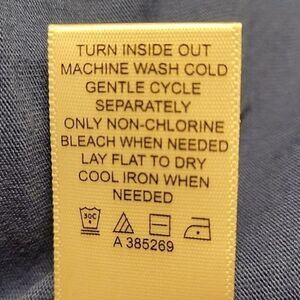 TURN INSIDE OUT
MACHINE WASH COLD
GENTLE CYCLE
SEPARATELY
ONLY NON-CHLORINE
BLEACH WHEN NEEDED
LAY FLAT TO DRY
COOL IRON WHEN
NEEDED
30C
A 385269